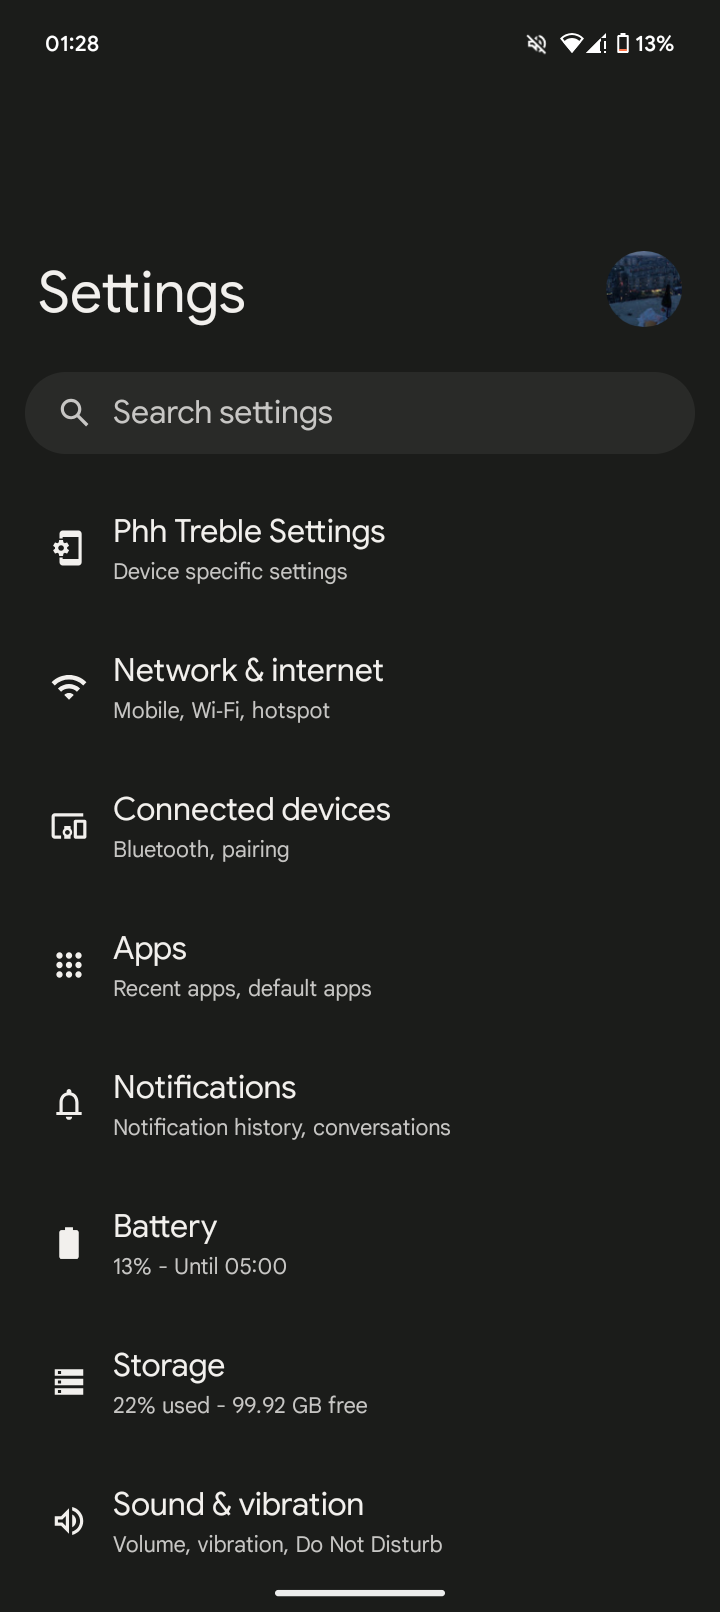 01:28 13%
Settings
Search settings
Phh Treble Settings
Device specific settings
Network & internet
Mobile, Wi-Fi, hotspot
Connected devices
Bluetooth, pairing
Apps
Recent apps, default apps
Notifications
Notification history, conversations
Battery
13% - Until 05:00
Storage
22% used - 99.92 GB free
Sound & vibration
Volume, vibration, Do Not Disturb